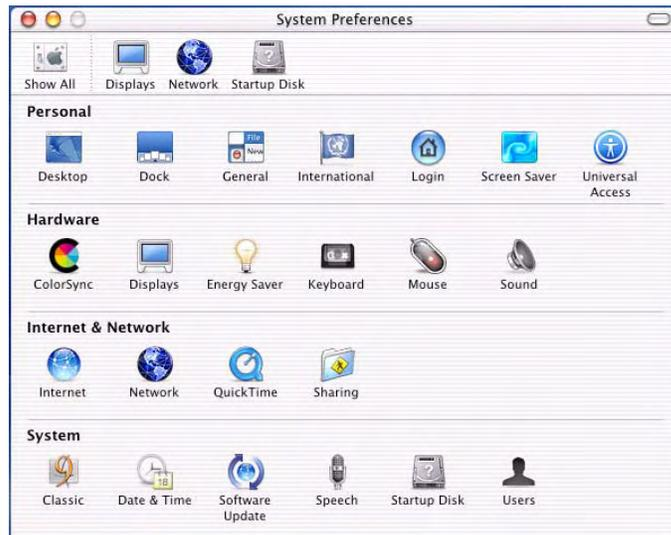 System Preferences
Show All Displays Network Startup Disk
Personal
File
New
Desktop Dock General International Login Screen Saver Universal Access
Hardware
ColorSync Displays Energy Saver Keyboard Mouse Sound
Internet & Network
Internet Network QuickTime Sharing
System
18
Classic Date & Time Software Update Speech Startup Disk Users